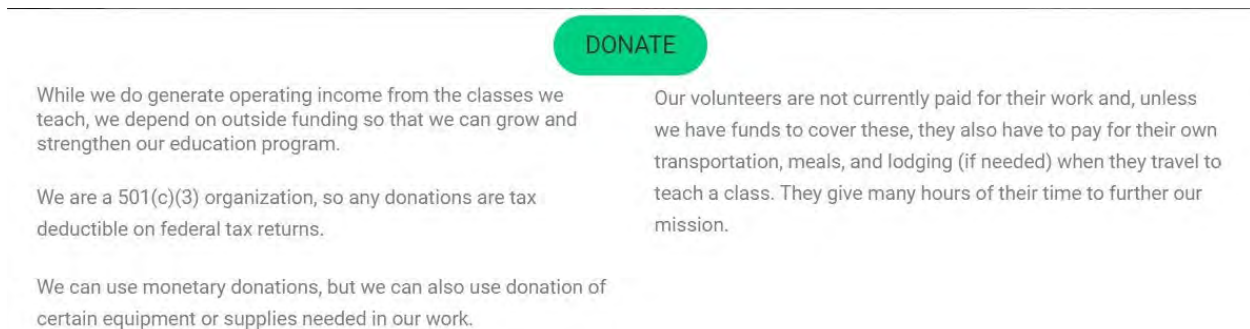 DONATE
While we do generate operating income from the classes we
teach, we depend on outside funding so that we can grow and
strengthen our education program.
We are a 501(c)(3) organization, so any donations are tax
deductible on federal tax returns.
We can use monetary donations, but we can also use donation of
certain equipment or supplies needed in our work.
Our volunteers are not currently paid for their work and, unless
we have funds to cover these, they also have to pay for their own
transportation, meals, and lodging (if needed) when they travel to
teach a class. They give many hours of their time to further our
mission.